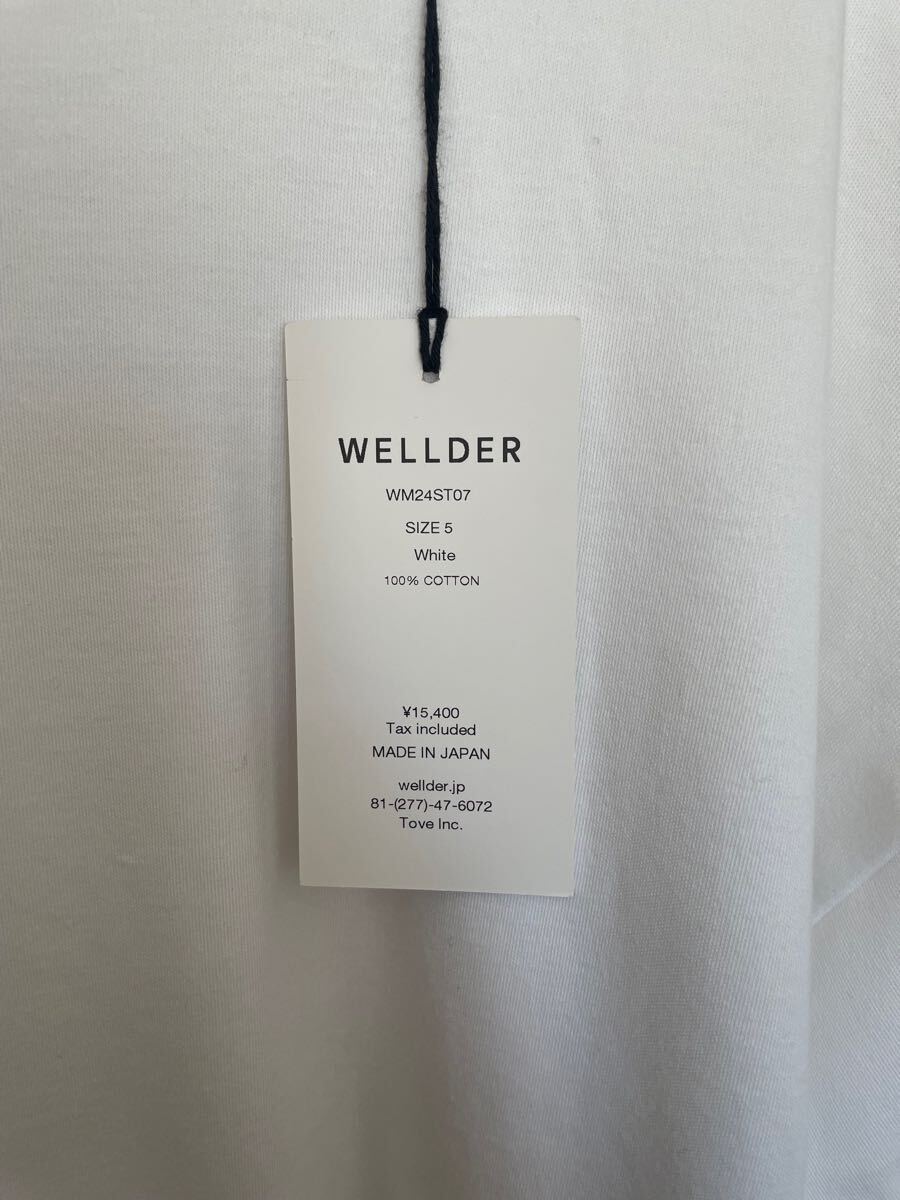 WELLDER
WM24ST07
SIZE 5
White
100% COTTON
¥15,400
Tax included
MADE IN JAPAN
wellder.jp
81-(277)-47-6072
Tove Inc.